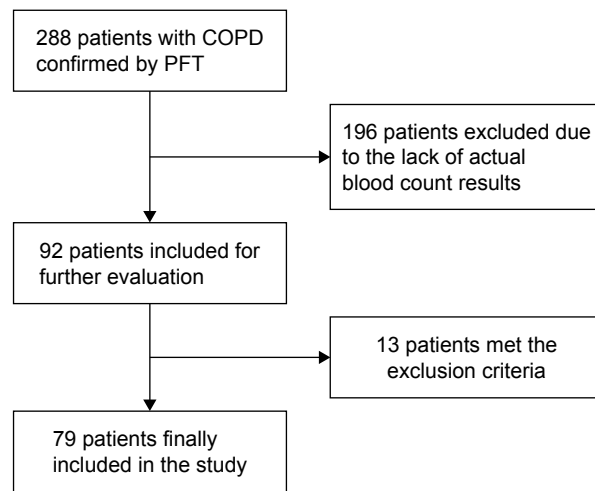 288 patients with COPD
confirmed by PFT
196 patients excluded due
to the lack of actual
blood count results
92 patients included for
further evaluation
13 patients met the
exclusion criteria
79 patients finally
included in the study